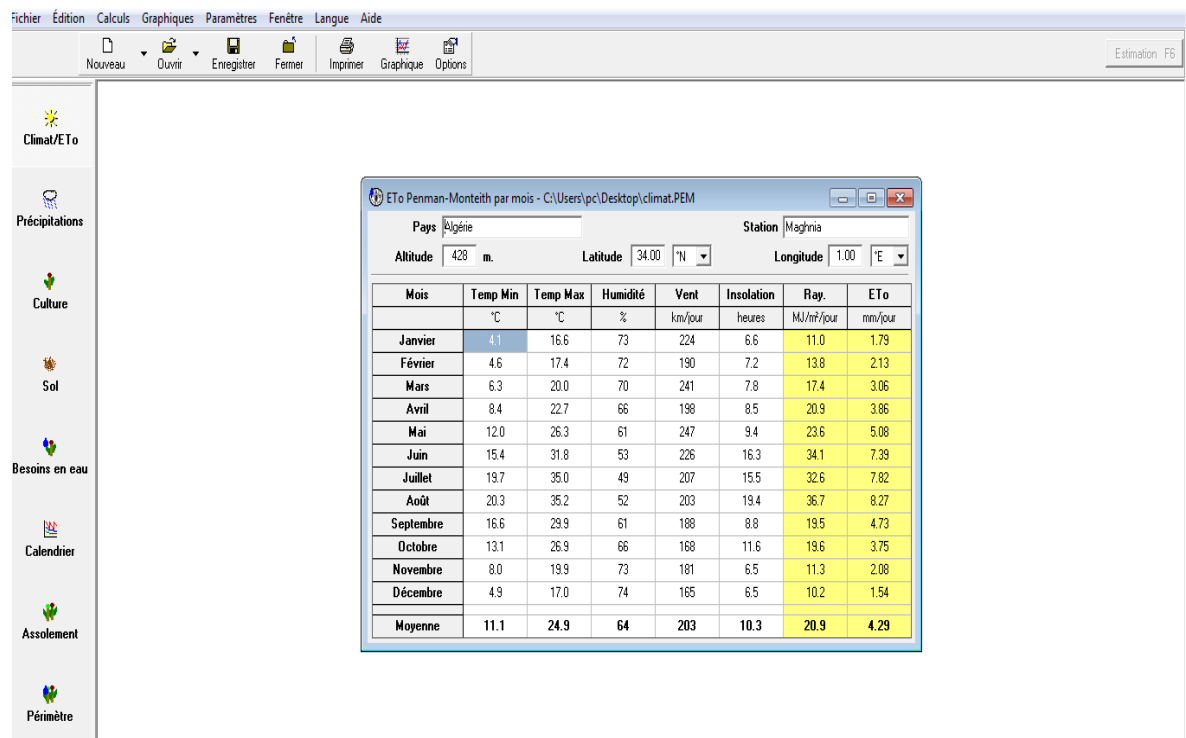 Fichier Édition Calculs Graphiques Paramètres Fenêtre Langue Aide
Nouveau Ouvrir Enregistrer Fermer Imprimer Graphique Options Estimation F6
Climat/ETo
Précipitations
Culture
Sol
Besoins en eau
Calendrier
Assolement
Périmètre
ETo Penman-Monteith par mois - C:\Users\pc\Desktop\climat.PEM
Pays Algérie Station Maghnia
Altitude 428 m. Latitude 34.00 °N Longitude 1.00 °E
Mois Temp Min Temp Max Humidité Vent Insolation Ray. ETo
°C °C % km/jour heures MJ/m²/jour mm/jour
Janvier 4.1 16.6 73 224 6.6 11.0 1.79
Février 4.6 17.4 72 190 7.2 13.8 2.13
Mars 6.3 20.0 70 241 7.8 17.4 3.06
Avril 8.4 22.7 66 198 8.5 20.9 3.86
Mai 12.0 26.3 61 247 9.4 23.6 5.08
Juin 15.4 31.8 53 226 16.3 34.1 7.39
Juillet 19.7 35.0 49 207 15.5 32.6 7.82
Août 20.3 35.2 52 203 19.4 36.7 8.27
Septembre 16.6 29.9 61 188 8.8 19.5 4.73
Octobre 13.1 26.9 66 168 11.6 19.6 3.75
Novembre 8.0 19.9 73 181 6.5 11.3 2.08
Décembre 4.9 17.0 74 165 6.5 10.2 1.54
Moyenne 11.1 24.9 64 203 10.3 20.9 4.29